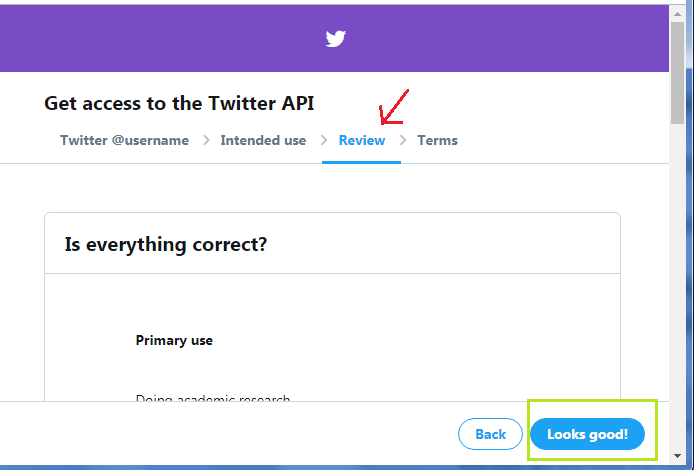 Get access to the Twitter API
Twitter @username > Intended use > Review > Terms
Is everything correct?
Primary use
Doing academic research
Back Looks good!